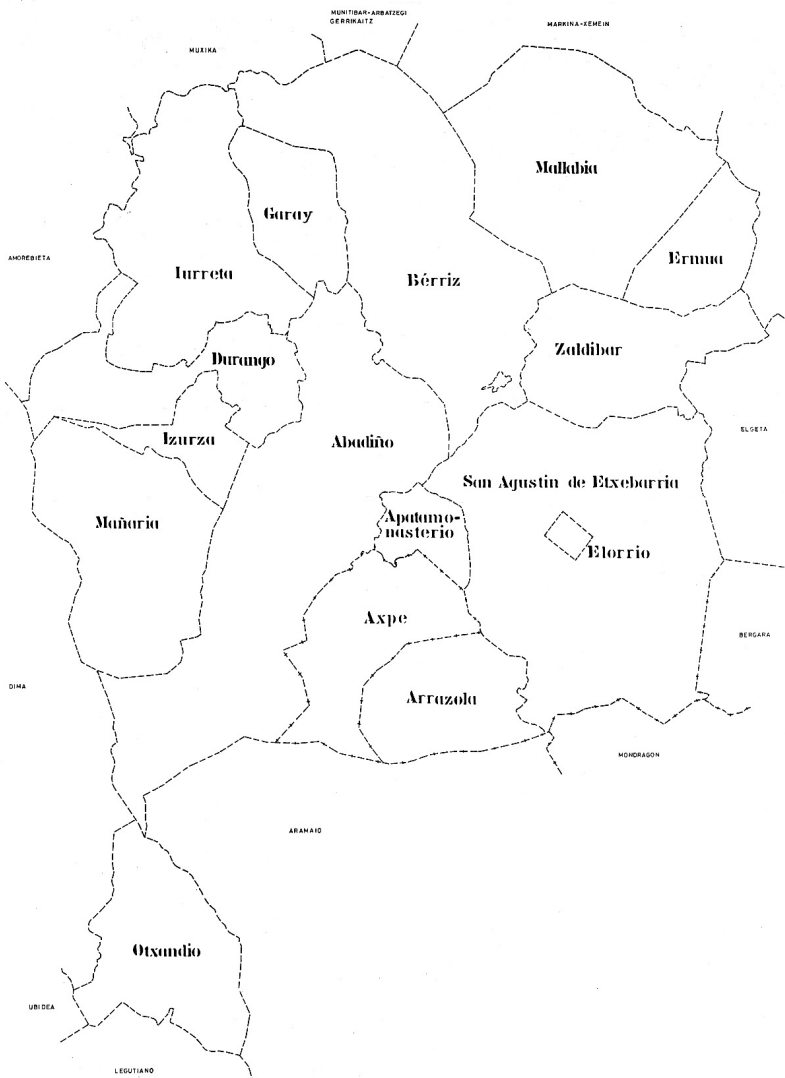 MUNITIBAR-ARBATZEGI
GERRIKAITZ
MARKINA-XEMEIN
MUXIKA
Mallabia
Garay
Ermua
AMOREBIETA
Iurreta
Bérriz
Zaldibar
Durango
Izurza
Abadiño
ELGETA
San Agustin de Etxebarria
Mañaria
Apatamo-
nasterio
Elorrio
Axpe
BERGARA
DIMA
Arrazola
MONDRAGON
ARAMAIO
Otxandio
UBIDEA
LEGUTIANO